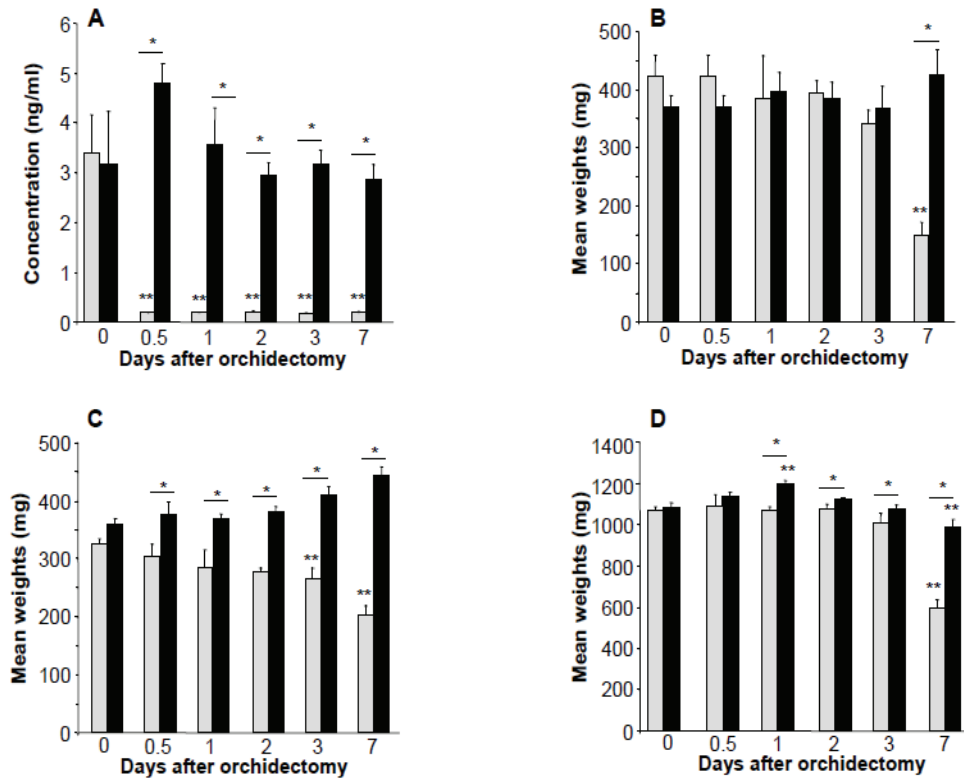 A
Concentration (ng/ml)
6
5
4
3
2
1
0
* * * * *
** ** ** ** **
0 0.5 1 2 3 7
Days after orchidectomy
B
Mean weights (mg)
500
400
300
200
100
0
*
**
0 0.5 1 2 3 7
Days after orchidectomy
C
Mean weights (mg)
500
400
300
200
100
0
* * * * *
** **
0 0.5 1 2 3 7
Days after orchidectomy
D
Mean weights (mg)
1400
1200
1000
800
600
400
200
0
* * * *
** ** **
0 0.5 1 2 3 7
Days after orchidectomy